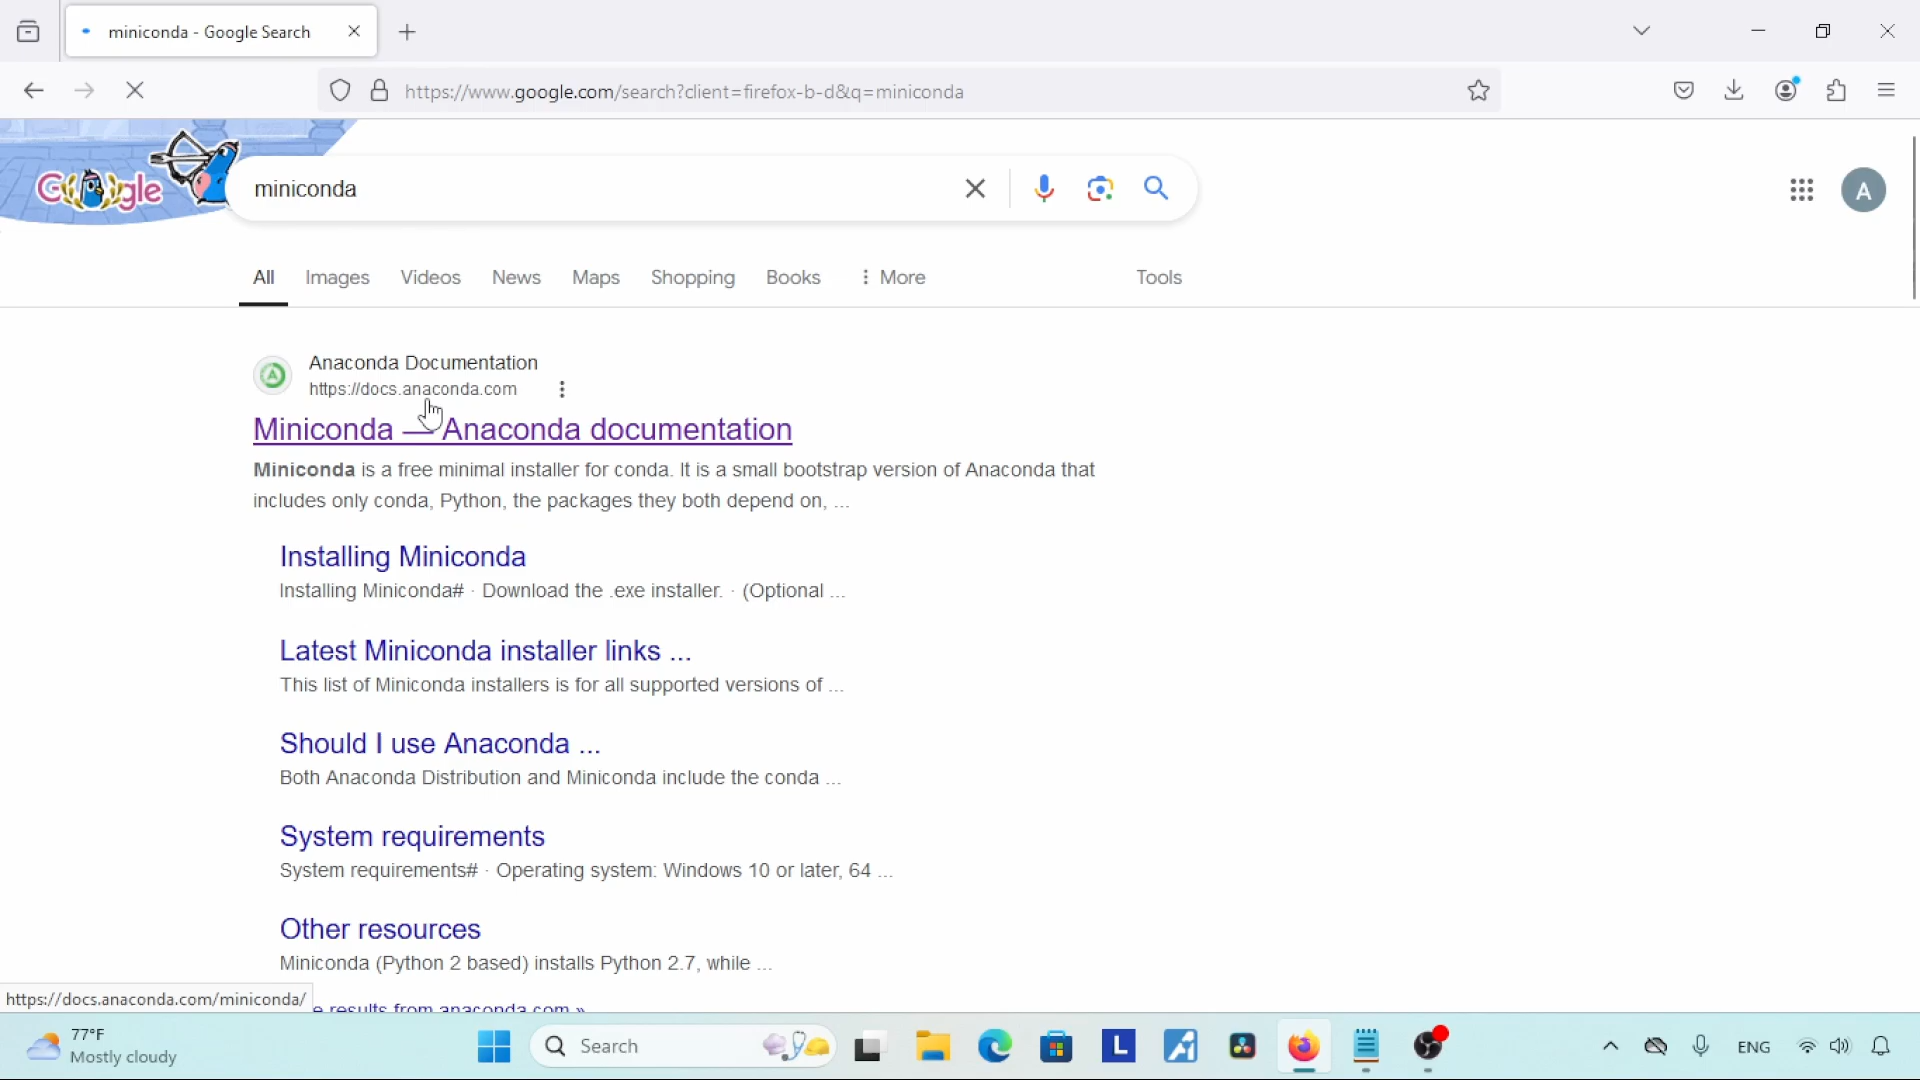 miniconda - Google Search
https://www.google.com/search?client=firefox-b-d&q=miniconda
Google
miniconda
A
All
Images
Videos
News
Maps
Shopping
Books
More
Tools
Anaconda Documentation
https://docs.anaconda.com
Miniconda — Anaconda documentation
Miniconda is a free minimal installer for conda. It is a small bootstrap version of Anaconda that
includes only conda, Python, the packages they both depend on, ...
Installing Miniconda
Installing Miniconda# · Download the .exe installer. · (Optional ...
Latest Miniconda installer links ...
This list of Miniconda installers is for all supported versions of ...
Should I use Anaconda ...
Both Anaconda Distribution and Miniconda include the conda ...
System requirements
System requirements# · Operating system: Windows 10 or later, 64 ...
Other resources
Miniconda (Python 2 based) installs Python 2.7, while ...
https://docs.anaconda.com/miniconda/
results from anaconda.com »
77°F
Mostly cloudy
Search
L
ENG